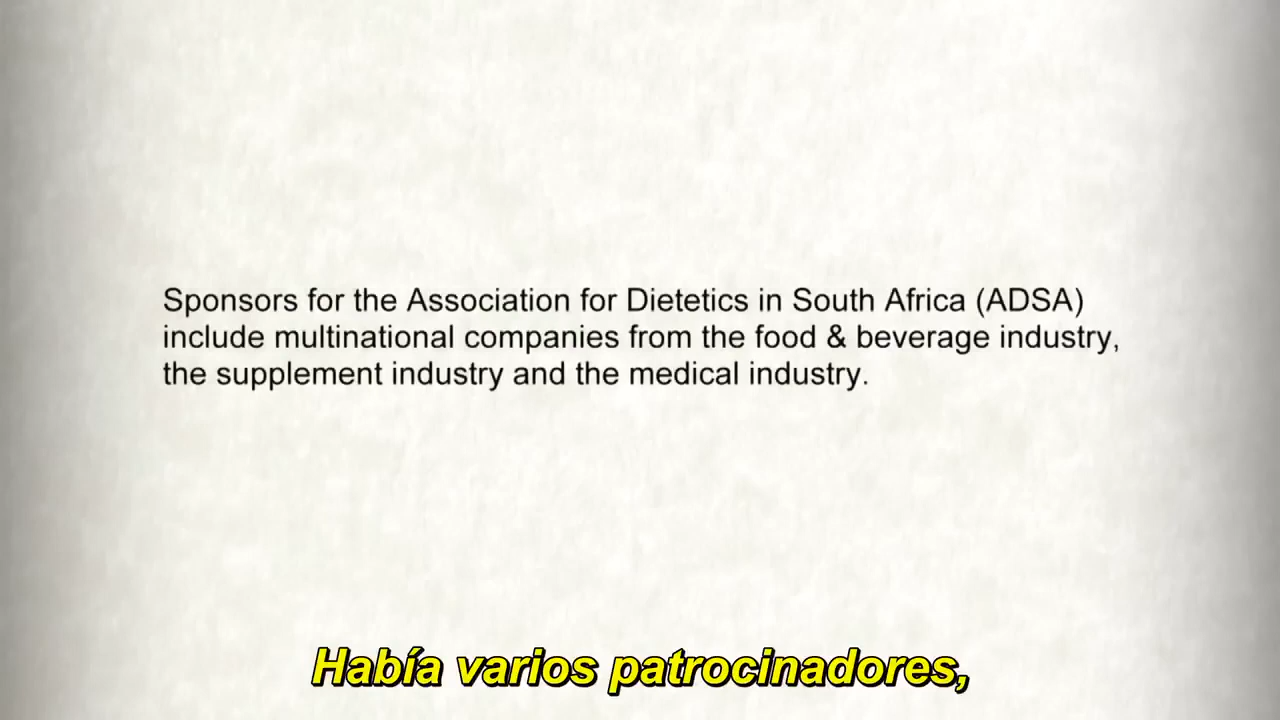 Sponsors for the Association for Dietetics in South Africa (ADSA)
include multinational companies from the food & beverage industry,
the supplement industry and the medical industry.
Había varios patrocinadores,